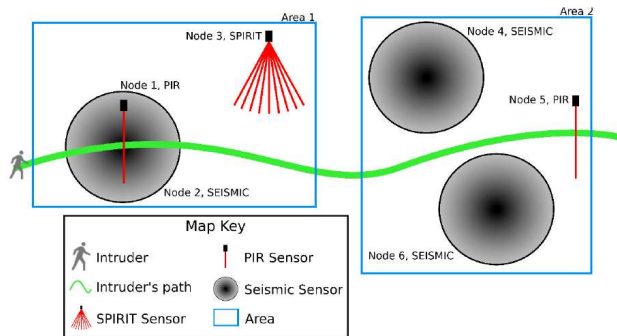 Area 1
Node 3, SPIRIT
Node 1, PIR
Node 2, SEISMIC
Area 2
Node 4, SEISMIC
Node 5, PIR
Node 6, SEISMIC
Map Key
Intruder
PIR Sensor
Intruder's path
Seismic Sensor
SPIRIT Sensor
Area